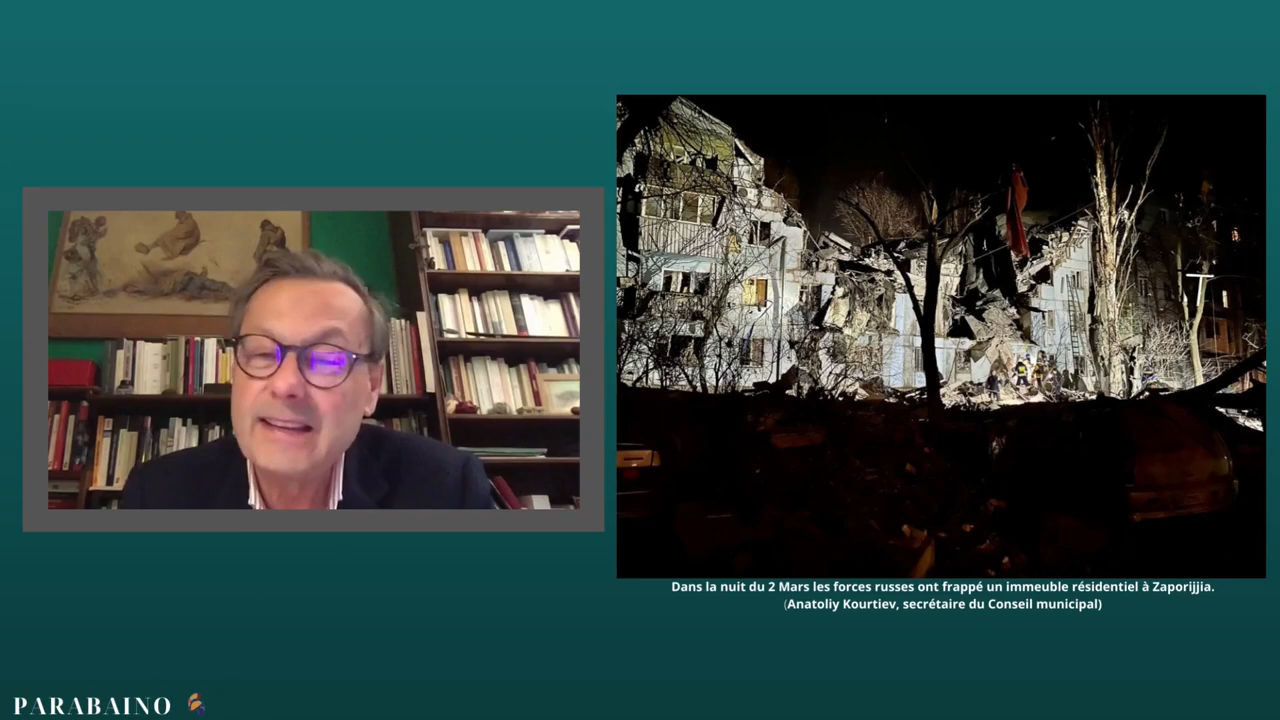 Dans la nuit du 2 Mars les forces russes ont frappé un immeuble résidentiel à Zaporijjia.
(Anatoliy Kourtiev, secrétaire du Conseil municipal)
PARABAINO